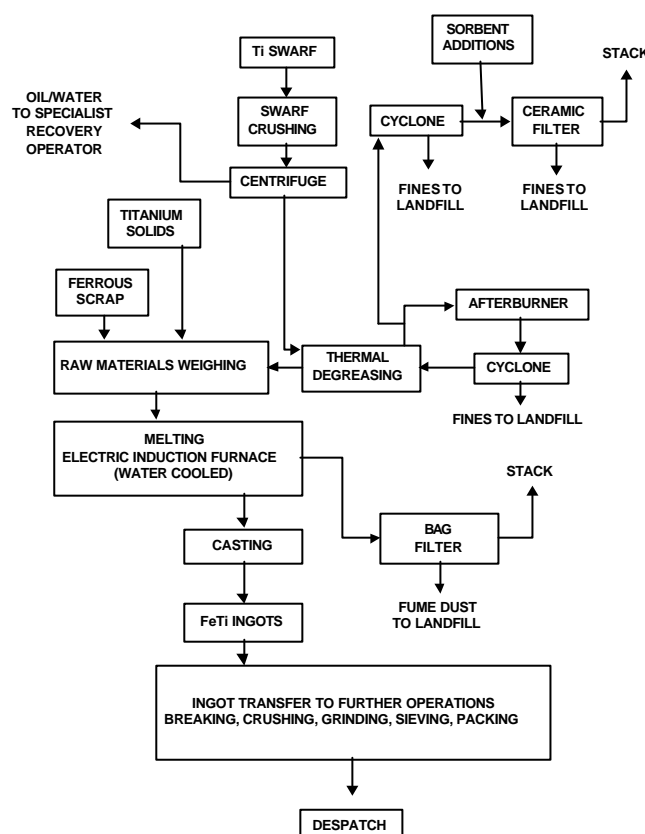 SORBENT
ADDITIONS
STACK
Ti SWARF
OIL/WATER
TO SPECIALIST
RECOVERY
OPERATOR
SWARF
CRUSHING
CYCLONE
CERAMIC
FILTER
CENTRIFUGE
FINES TO
LANDFILL
FINES TO
LANDFILL
TITANIUM
SOLIDS
FERROUS
SCRAP
AFTERBURNER
RAW MATERIALS WEIGHING
THERMAL
DEGREASING
CYCLONE
FINES TO LANDFILL
MELTING
ELECTRIC INDUCTION FURNACE
(WATER COOLED)
STACK
CASTING
BAG
FILTER
FeTi INGOTS
FUME DUST
TO LANDFILL
INGOT TRANSFER TO FURTHER OPERATIONS
BREAKING, CRUSHING, GRINDING, SIEVING, PACKING
DESPATCH